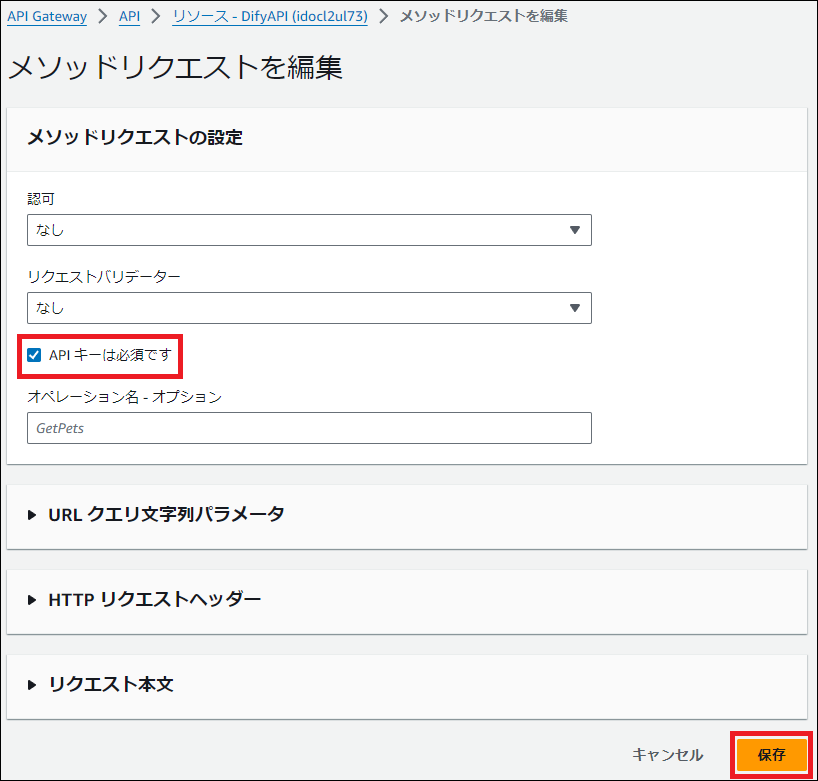 API Gateway > API > リソース - DifyAPI (idocl2ul73) > メソッドリクエストを編集
メソッドリクエストを編集
メソッドリクエストの設定
認可
なし
リクエストバリデーター
なし
API キーは必須です
オペレーション名 - オプション
GetPets
URL クエリ文字列パラメータ
HTTP リクエストヘッダー
リクエスト本文
キャンセル 保存